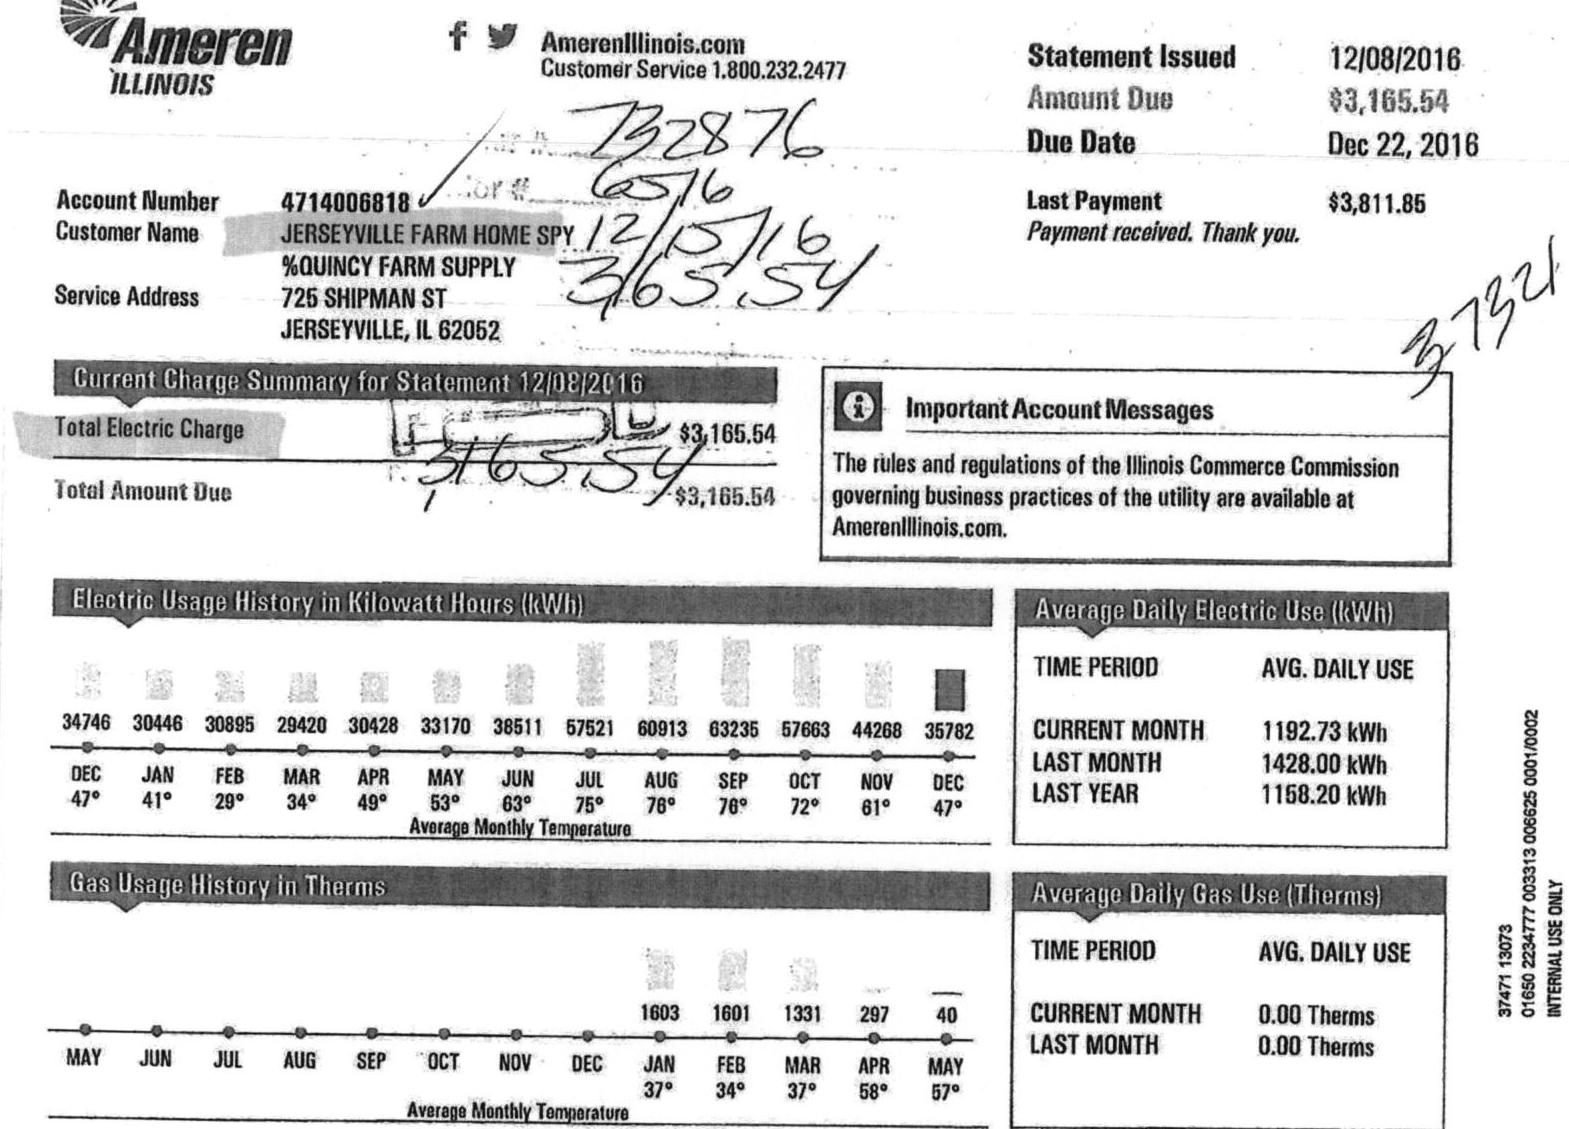 Ameren
ILLINOIS
AmerenIllinois.com
Customer Service 1.800.232.2477
Statement Issued 12/08/2016
Amount Due $3,165.54
Due Date Dec 22, 2016
Last Payment $3,811.85
Payment received. Thank you.
732876
6516
12/15/16
3,165.54
37321
Account Number 4714006818
Customer Name JERSEYVILLE FARM HOME SPY
%QUINCY FARM SUPPLY
Service Address 725 SHIPMAN ST
JERSEYVILLE, IL 62052
Current Charge Summary for Statement 12/08/2016
Total Electric Charge $3,165.54
3,165.54
Total Amount Due $3,165.54
Important Account Messages
The rules and regulations of the Illinois Commerce Commission
governing business practices of the utility are available at
AmerenIllinois.com.
Electric Usage History in Kilowatt Hours (kWh)
34746 30446 30895 29420 30428 33170 38511 57521 60913 63235 57663 44268 35782
DEC JAN FEB MAR APR MAY JUN JUL AUG SEP OCT NOV DEC
47° 41° 29° 34° 49° 53° 63° 75° 76° 76° 72° 61° 47°
Average Monthly Temperature
Average Daily Electric Use (kWh)
TIME PERIOD AVG. DAILY USE
CURRENT MONTH 1192.73 kWh
LAST MONTH 1428.00 kWh
LAST YEAR 1158.20 kWh
Gas Usage History in Therms
1603 1601 1331 297 40
MAY JUN JUL AUG SEP OCT NOV DEC JAN FEB MAR APR MAY
37° 34° 37° 58° 57°
Average Monthly Temperature
Average Daily Gas Use (Therms)
TIME PERIOD AVG. DAILY USE
CURRENT MONTH 0.00 Therms
LAST MONTH 0.00 Therms
37471 13073
01650 2234777 003313 006625 0001/0002
INTERNAL USE ONLY